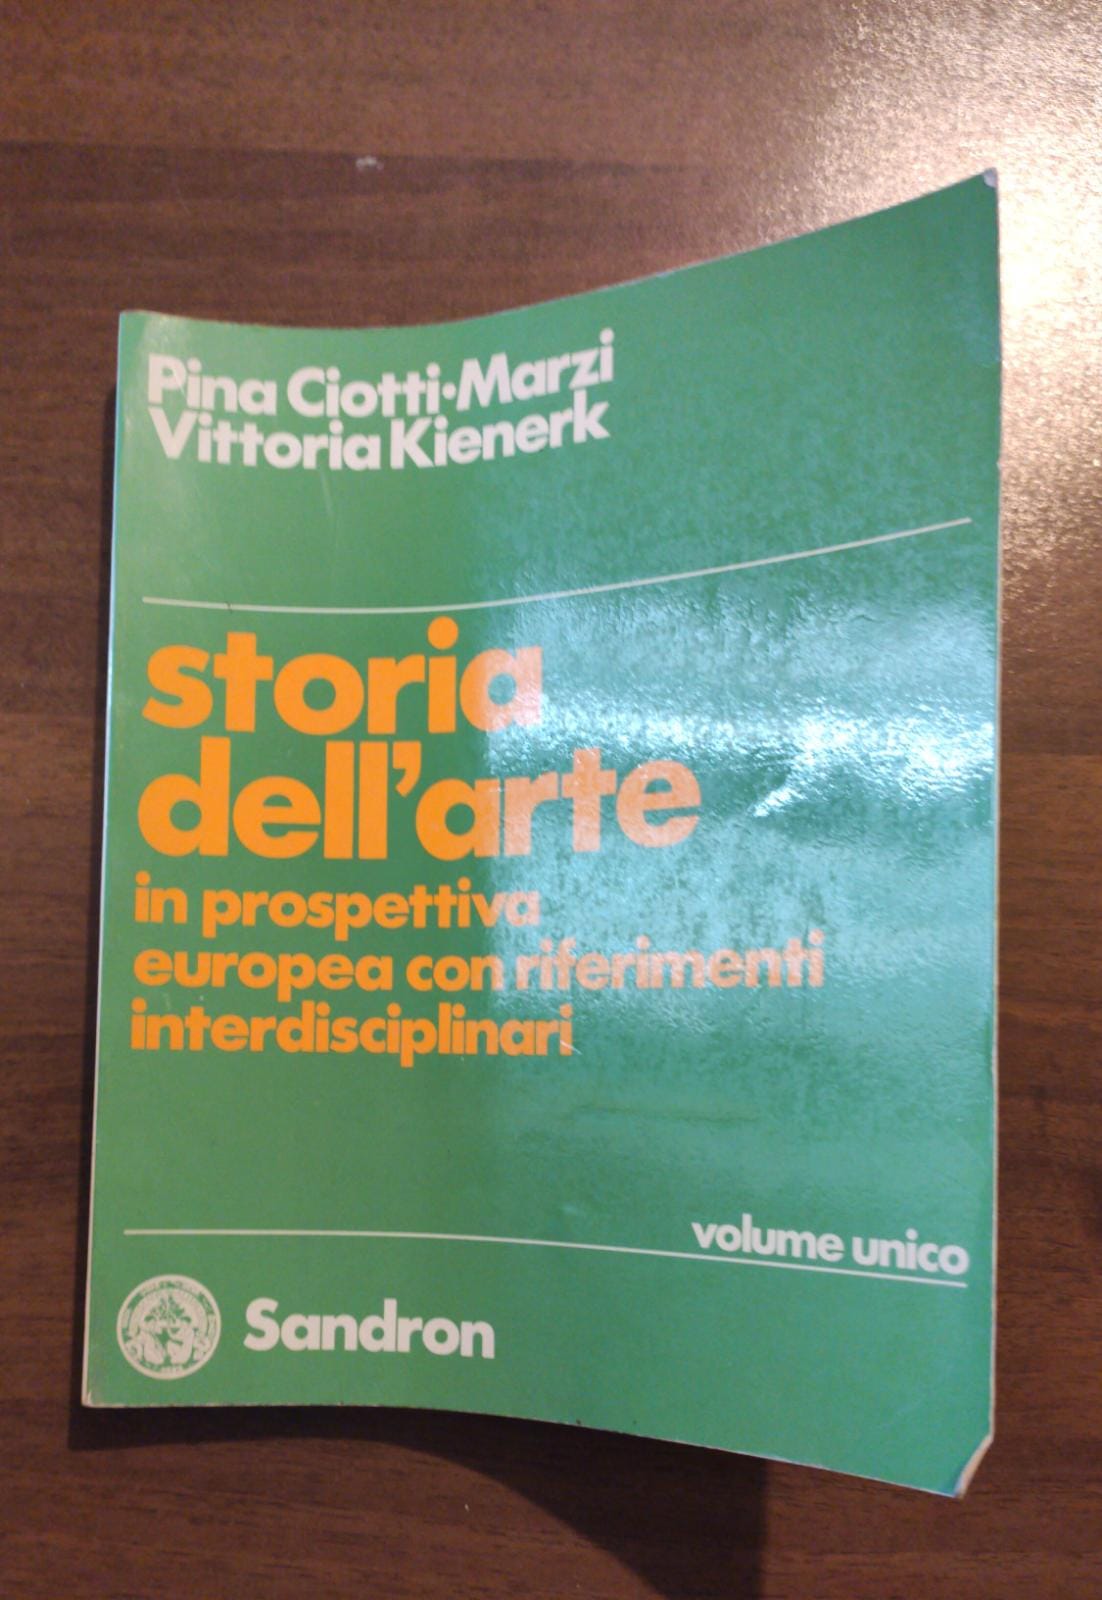 Pina Ciotti·Marzi
Vittoria Kienerk
storia
dell'arte
in prospettiva
europea con riferimenti
interdisciplinari
volume unico
Sandron